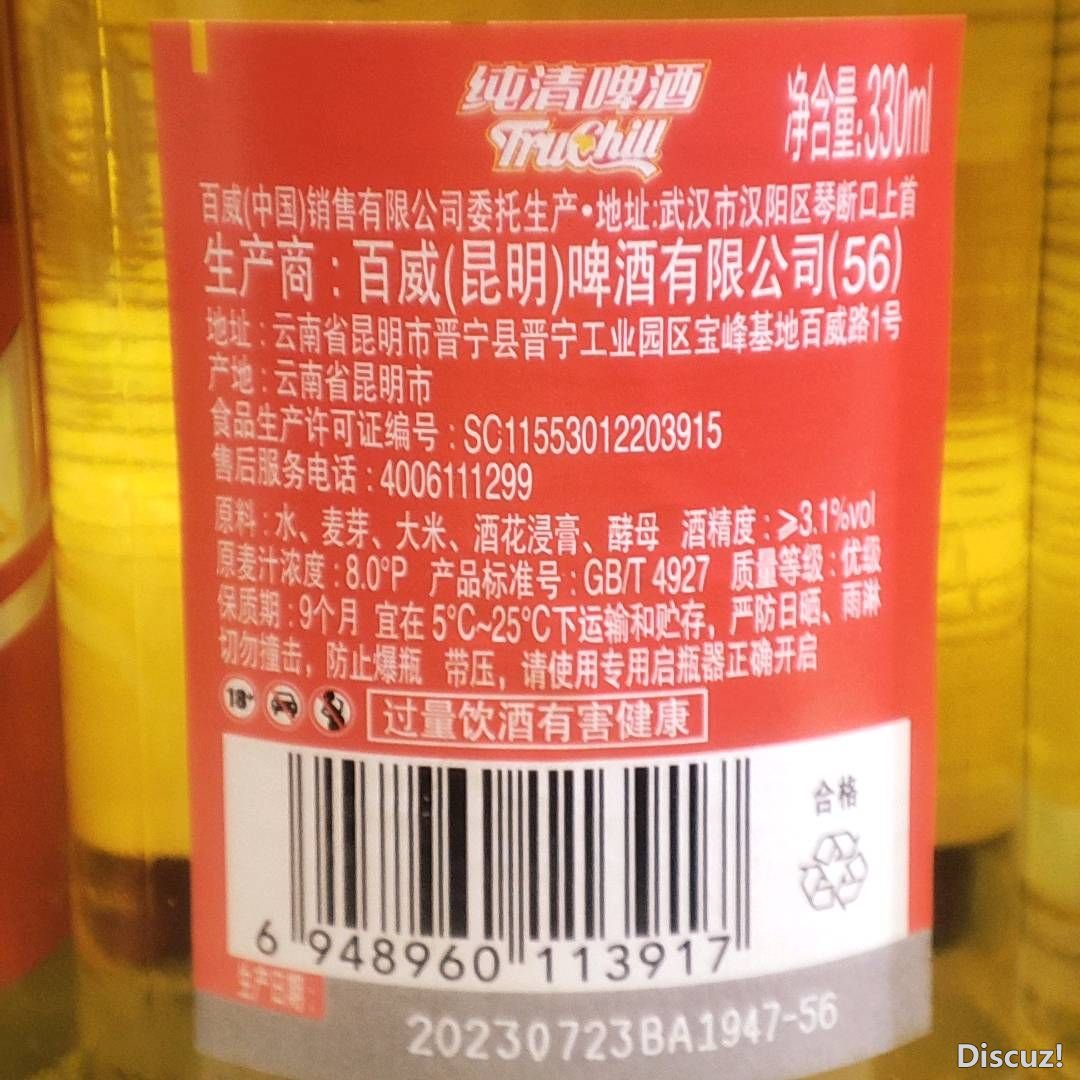 纯清啤酒
TruChill
净含量:330ml
百威(中国)销售有限公司委托生产•地址:武汉市汉阳区琴断口上首
生产商：百威(昆明)啤酒有限公司(56)
地址：云南省昆明市晋宁县晋宁工业园区宝峰基地百威路1号
产地：云南省昆明市
食品生产许可证编号：SC11553012203915
售后服务电话：4006111299
原料：水、麦芽、大米、酒花浸膏、酵母 酒精度：≥3.1%vol
原麦汁浓度：8.0°P 产品标准号：GB/T 4927 质量等级：优级
保质期：9个月 宜在5°C~25°C下运输和贮存，严防日晒、雨淋
切勿撞击，防止爆瓶 带压，请使用专用启瓶器正确开启
18+
过量饮酒有害健康
合格
6 948960 113917
生产日期：
20230723BA1947-56
Discuz!